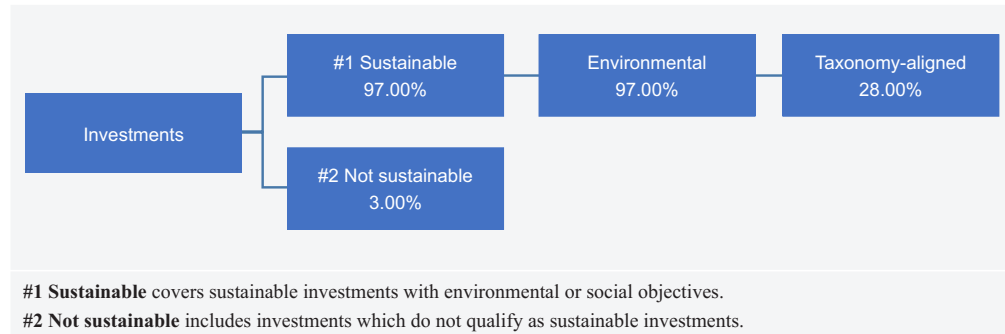 #1 Sustainable
97.00%
Environmental
97.00%
Taxonomy-aligned
28.00%
Investments
#2 Not sustainable
3.00%
#1 Sustainable covers sustainable investments with environmental or social objectives.
#2 Not sustainable includes investments which do not qualify as sustainable investments.